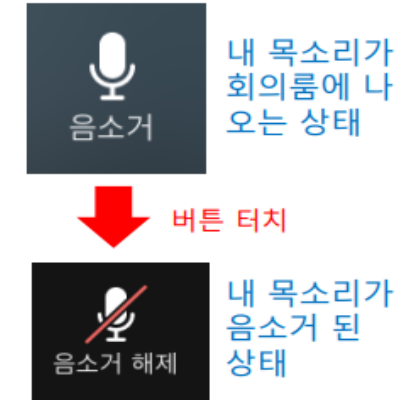 내 목소리가
회의룸에 나
오는 상태
음소거
버튼 터치
내 목소리가
음소거 된
상태
음소거 해제